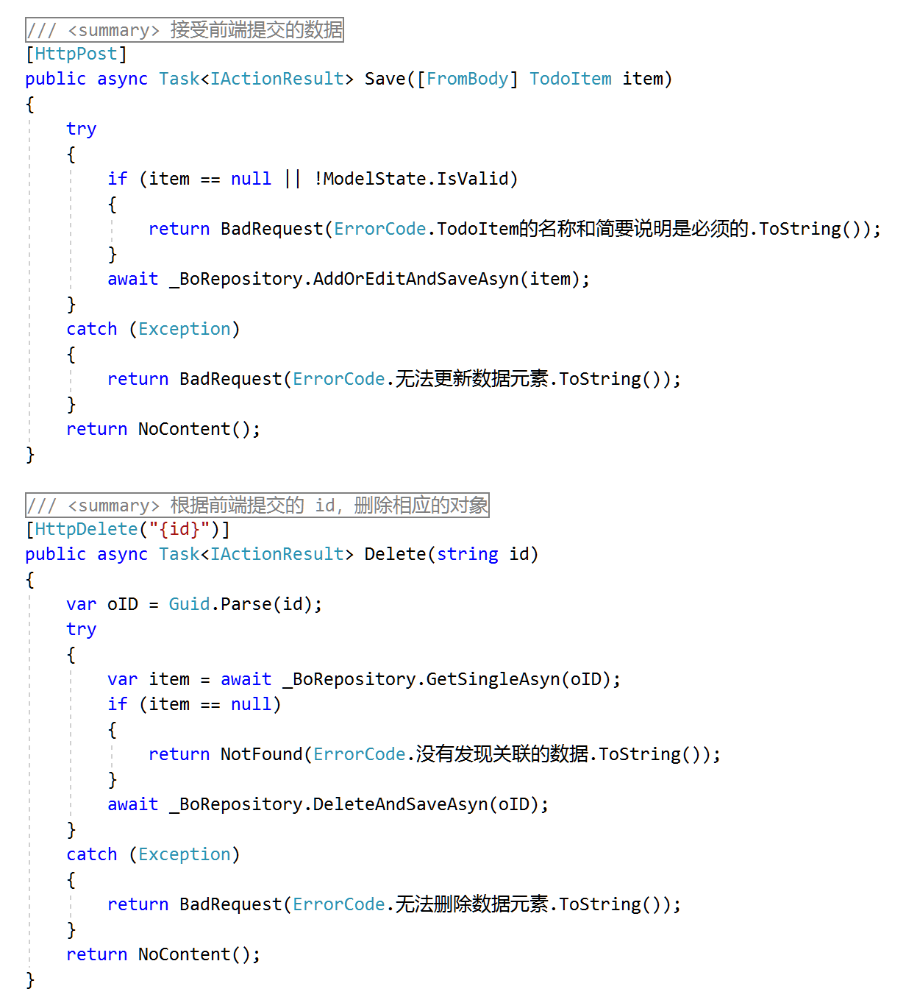 /// <summary> 接受前端提交的数据
[HttpPost]
public async Task<IActionResult> Save([FromBody] TodoItem item)
{
    try
    {
        if (item == null || !ModelState.IsValid)
        {
            return BadRequest(ErrorCode.TodoItem的名称和简要说明是必须的.ToString());
        }
        await _BoRepository.AddOrEditAndSaveAsyn(item);
    }
    catch (Exception)
    {
        return BadRequest(ErrorCode.无法更新数据元素.ToString());
    }
    return NoContent();
}
/// <summary> 根据前端提交的 id, 删除相应的对象
[HttpDelete("{id}")]
public async Task<IActionResult> Delete(string id)
{
    var oID = Guid.Parse(id);
    try
    {
        var item = await _BoRepository.GetSingleAsyn(oID);
        if (item == null)
        {
            return NotFound(ErrorCode.没有发现关联的数据.ToString());
        }
        await _BoRepository.DeleteAndSaveAsyn(oID);
    }
    catch (Exception)
    {
        return BadRequest(ErrorCode.无法删除数据元素.ToString());
    }
    return NoContent();
}